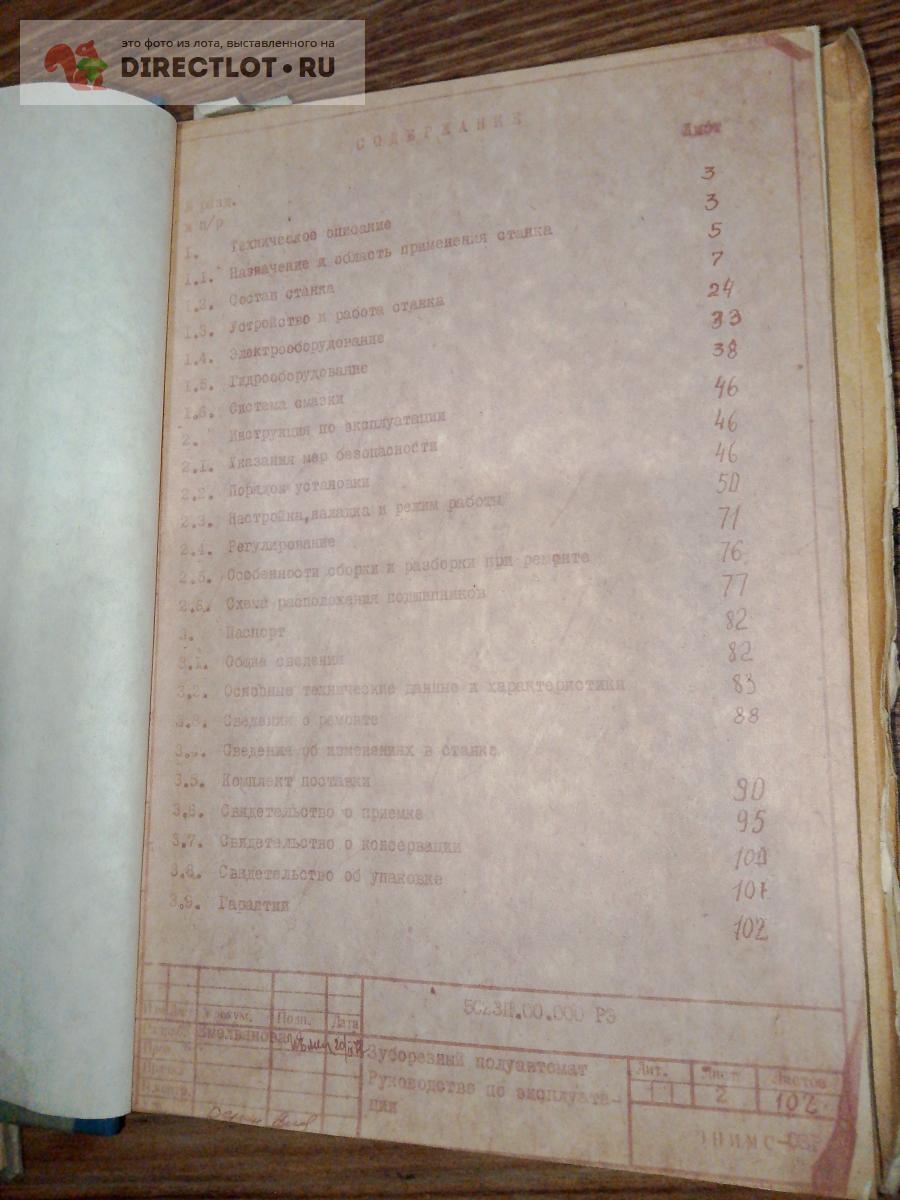 это фото из лота, выставленного на
DIRECTLOT.RU
СОДЕРЖАНИЕ
Лист
№ разд.
и п/р
1. Техническое описание 3
1.1. Назначение и область применения станка 3
1.2. Состав станка 5
1.3. Устройство и работа станка 7
1.4. Электрооборудование 24
1.5. Гидрооборудование 33
1.6. Система смазки 38
2. Инструкция по эксплуатации 46
2.1. Указания мер безопасности 46
2.2. Порядок установки 46
2.3. Настройка, наладка и режим работы 50
2.4. Регулирование 71
2.5. Особенности сборки и разборки при ремонте 76
2.6. Схема расположения подшипников 77
3. Паспорт 82
3.1. Общие сведения 82
3.2. Основные технические данные и характеристики 83
3.3. Сведения о ремонте 88
3.4. Сведения об изменениях в станке
3.5. Комплект поставки 90
3.6. Свидетельство о приемке 95
3.7. Свидетельство о консервации 100
3.8. Свидетельство об упаковке 101
3.9. Гарантии 102
5С23П.00.000 РЭ
№ докум. Подп. Дата
Емельянова
Зуборезный полуавтомат
Руководство по эксплуата-
ции
Лит. Лист Листов
2 102
ЭНИМС